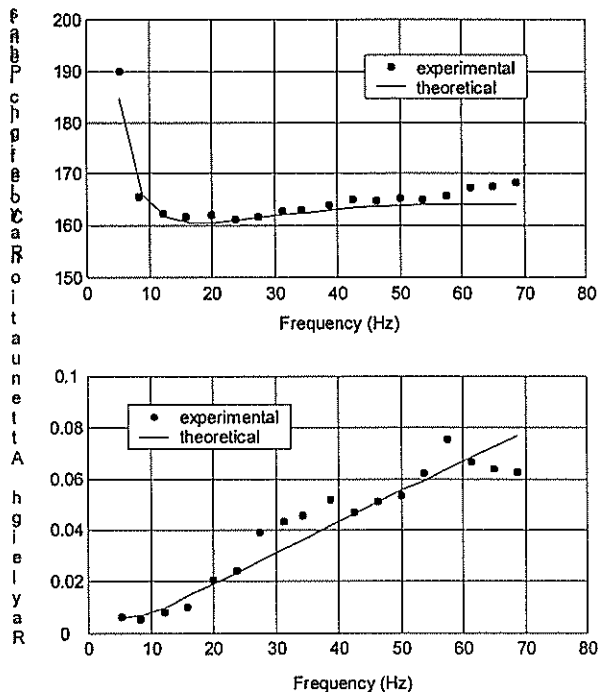 200
190
180
170
160
150
experimental
theoretical
0 10 20 30 40 50 60 70 80
Frequency (Hz)
Rayleigh Attenuation
0.1
0.08
0.06
0.04
0.02
0
experimental
theoretical
0 10 20 30 40 50 60 70 80
Frequency (Hz)